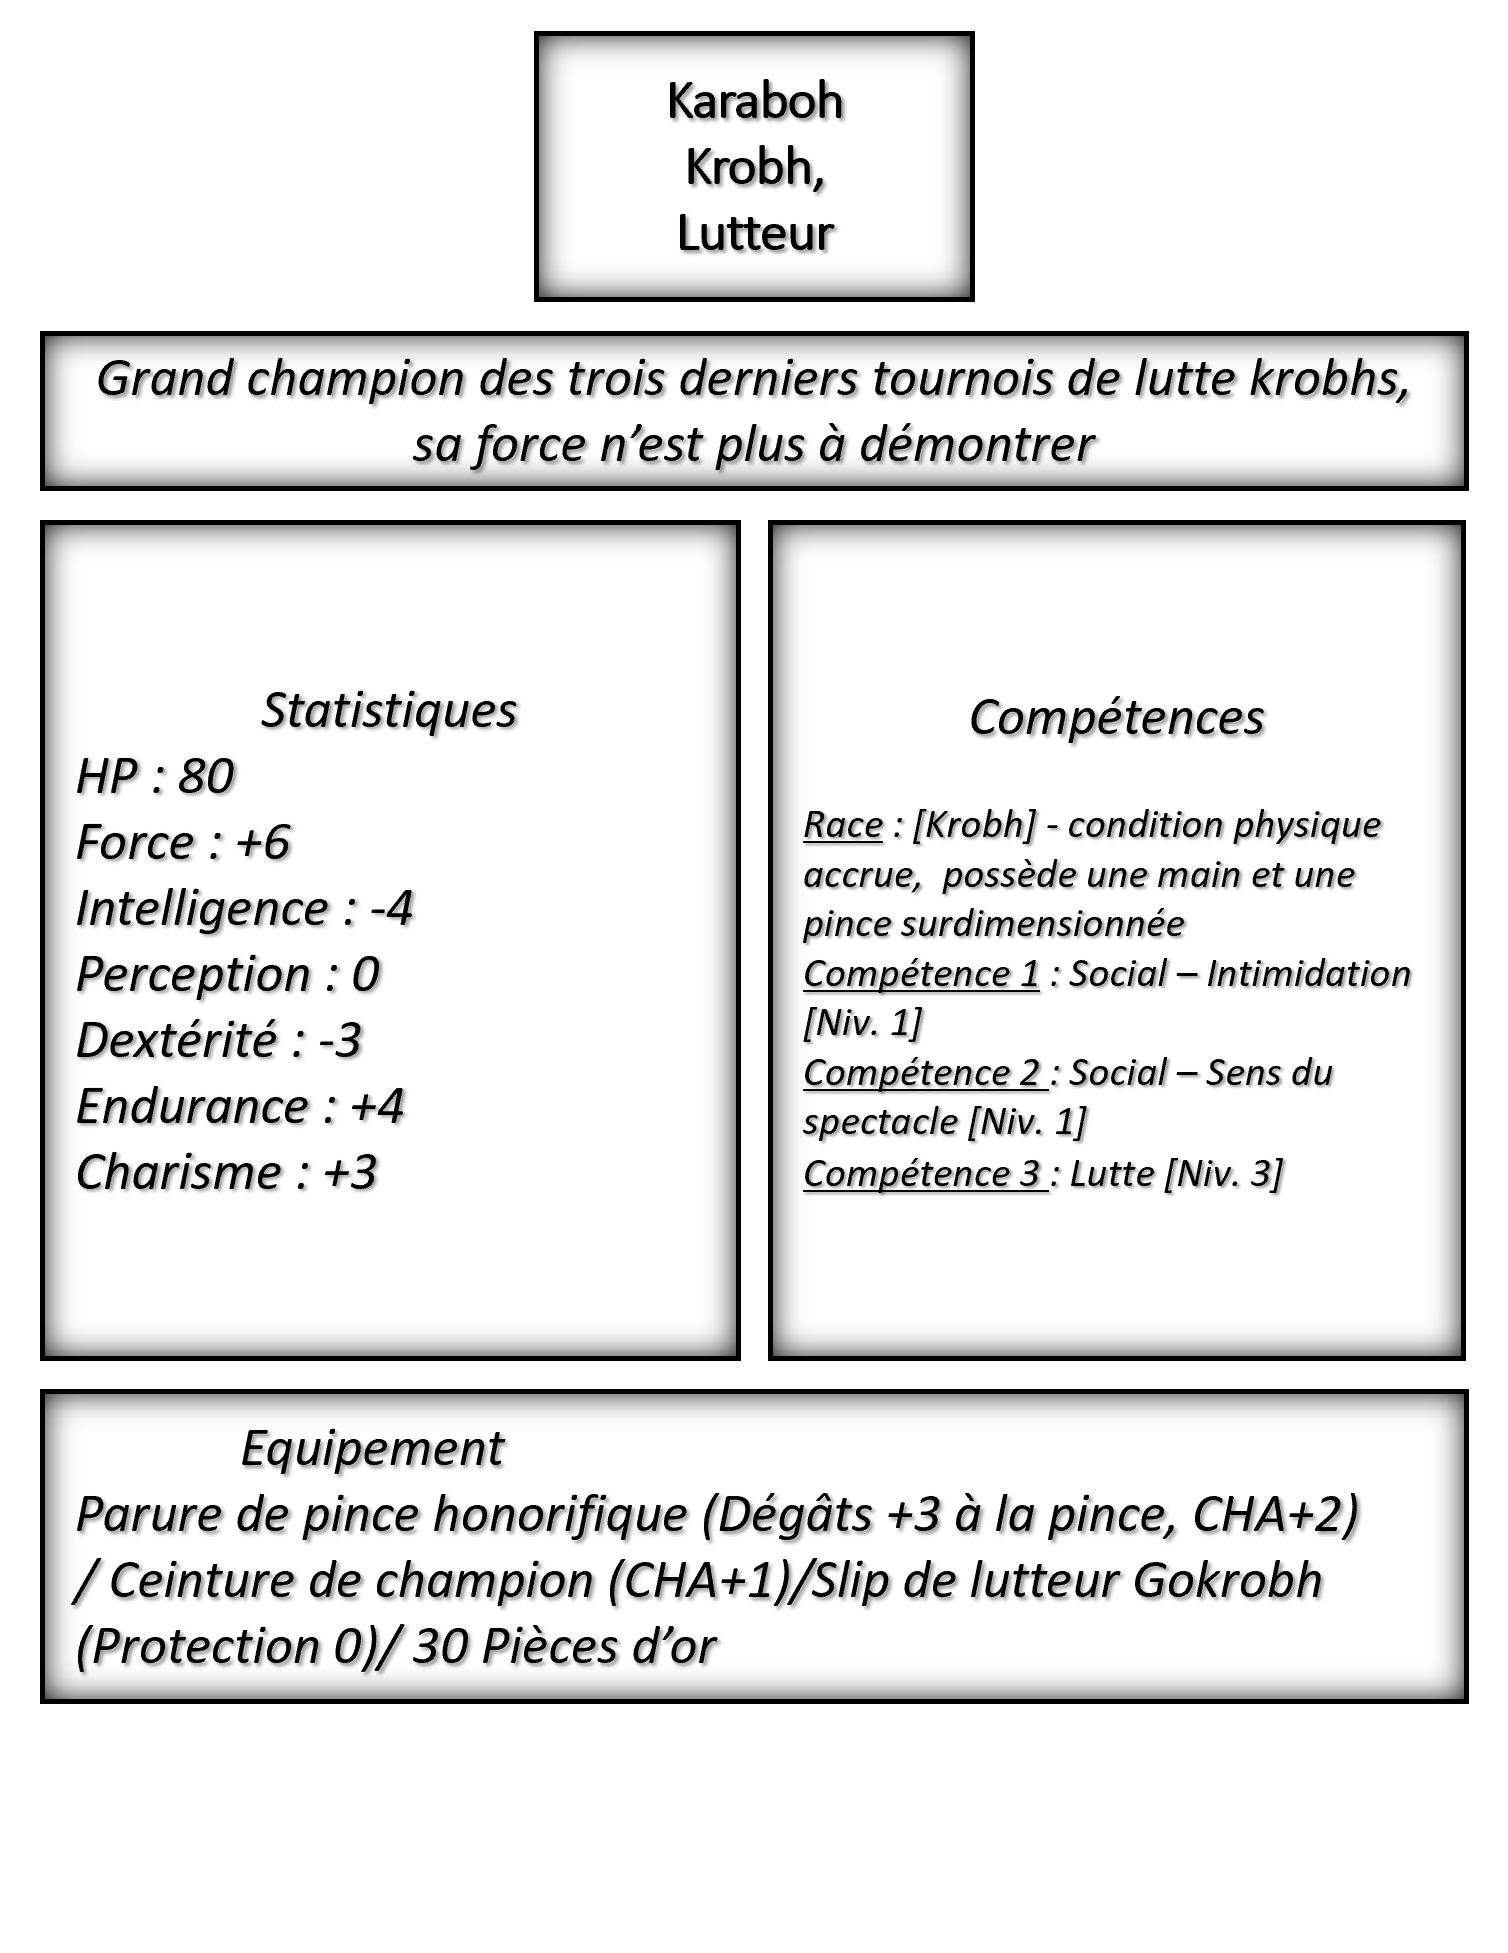 Karaboh
Krobh,
Lutteur
Grand champion des trois derniers tournois de lutte krobhs,
sa force n’est plus à démontrer
Statistiques
HP : 80
Force : +6
Intelligence : -4
Perception : 0
Dextérité : -3
Endurance : +4
Charisme : +3
Compétences
Race : [Krobh] - condition physique
accrue,  possède une main et une
pince surdimensionnée
Compétence 1 : Social – Intimidation
[Niv. 1]
Compétence 2 : Social – Sens du
spectacle [Niv. 1]
Compétence 3 : Lutte [Niv. 3]
Equipement
Parure de pince honorifique (Dégâts +3 à la pince, CHA+2)
/ Ceinture de champion (CHA+1)/Slip de lutteur Gokrobh
(Protection 0)/ 30 Pièces d’or